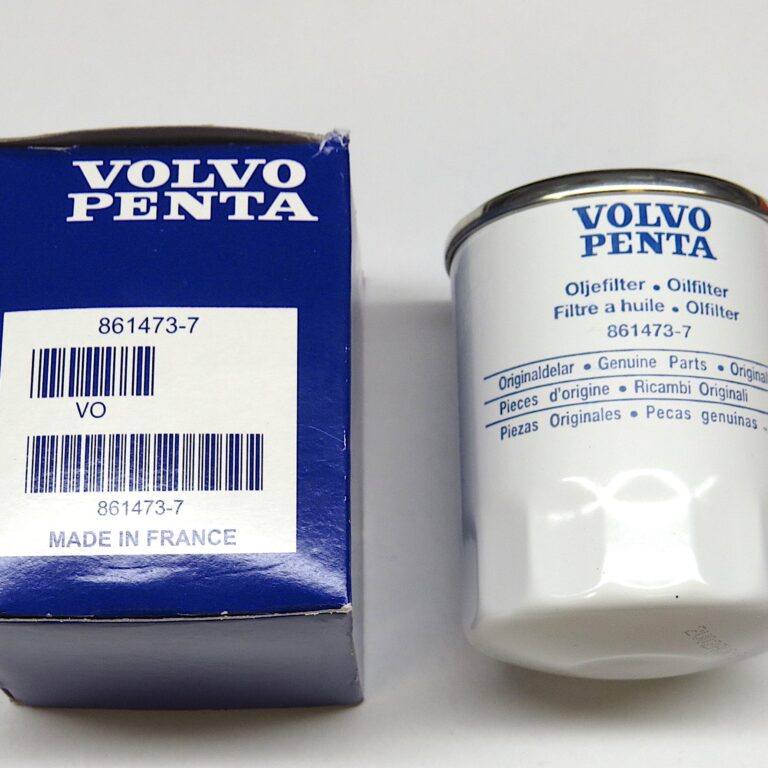 VOLVO
PENTA
861473-7
VO
861473-7
MADE IN FRANCE
VOLVO
PENTA
Oljefilter • Oilfilter
Filtre a huile • Olfilter
861473-7
Originaldelar • Genuine Parts •
Pieces d'origine • Ricambi Originali
Piezas Originales • Pecas genuinas -